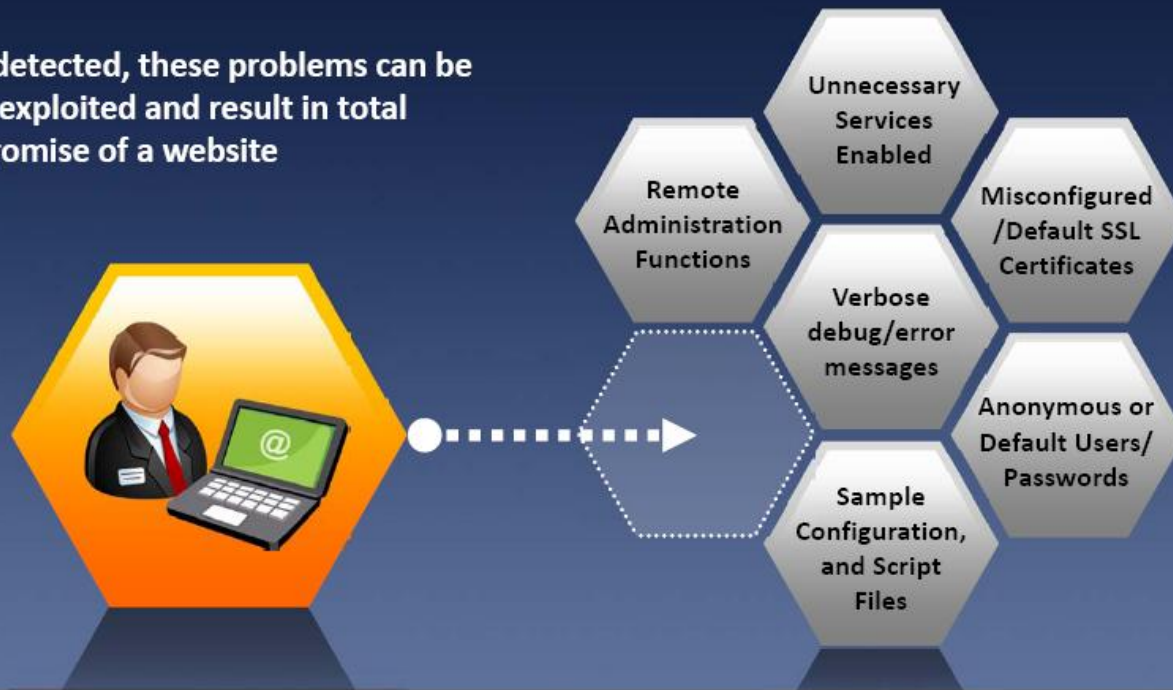 detected, these problems can be
exploited and result in total
romise of a website
Unnecessary
Services
Enabled
Remote
Administration
Functions
Misconfigured
/Default SSL
Certificates
Verbose
debug/error
messages
Anonymous or
Default Users/
Passwords
Sample
Configuration,
and Script
Files
@